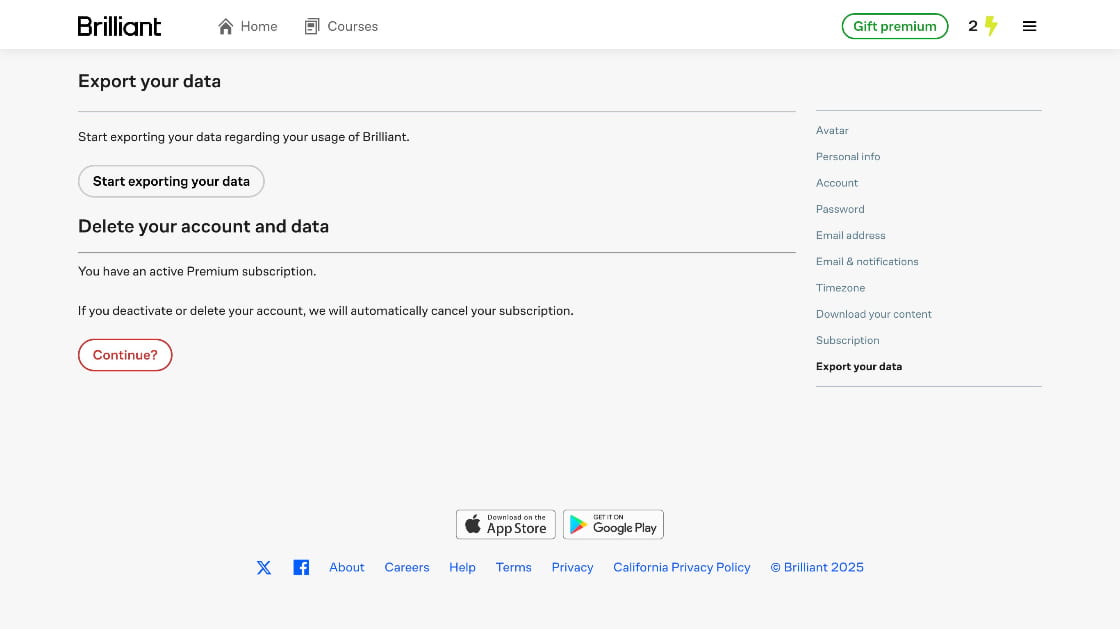 Brilliant
Home
Courses
Gift premium
2
Export your data
Start exporting your data regarding your usage of Brilliant.
Start exporting your data
Delete your account and data
You have an active Premium subscription.
If you deactivate or delete your account, we will automatically cancel your subscription.
Continue?
Avatar
Personal info
Account
Password
Email address
Email & notifications
Timezone
Download your content
Subscription
Export your data
Download on the
App Store
GET IT ON
Google Play
About
Careers
Help
Terms
Privacy
California Privacy Policy
© Brilliant 2025